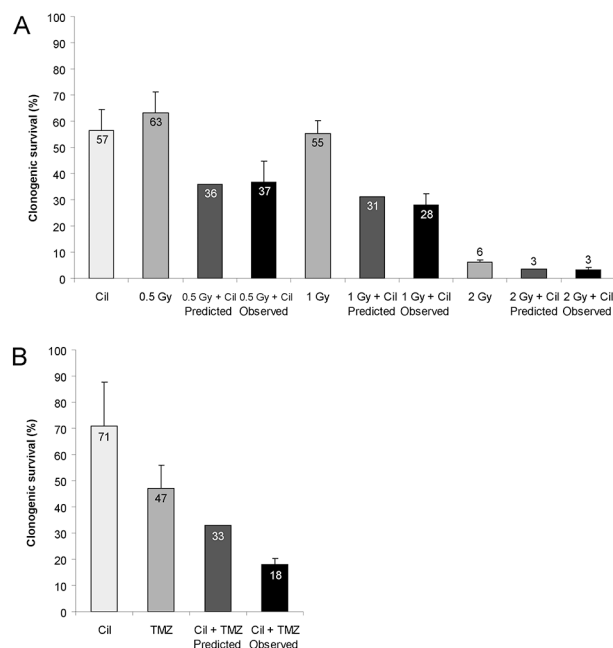 A
Clonogenic survival (%)
100
90
80
70
60
50
40
30
20
10
0
57
63
36
37
55
31
28
6
3
3
Cil
0.5 Gy
0.5 Gy + Cil
Predicted
0.5 Gy + Cil
Observed
1 Gy
1 Gy + Cil
Predicted
1 Gy + Cil
Observed
2 Gy
2 Gy + Cil
Predicted
2 Gy + Cil
Observed
B
Clonogenic survival (%)
100
90
80
70
60
50
40
30
20
10
0
71
47
33
18
Cil
TMZ
Cil + TMZ
Predicted
Cil + TMZ
Observed